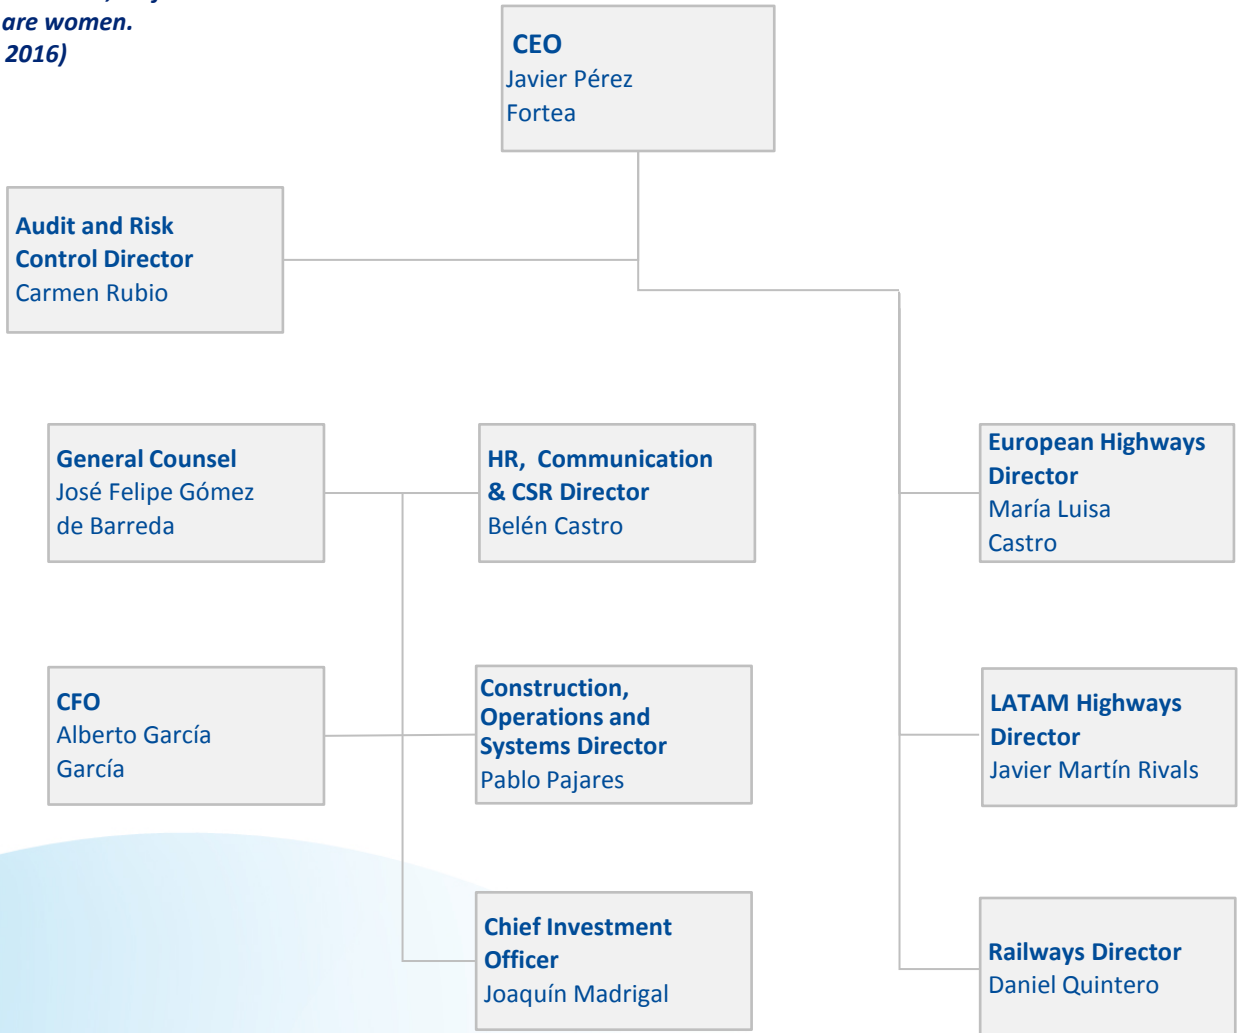 are women.
2016)
CEO
Javier Pérez
Fortea
Audit and Risk
Control Director
Carmen Rubio
General Counsel
José Felipe Gómez
de Barreda
HR, Communication
& CSR Director
Belén Castro
European Highways
Director
María Luisa
Castro
CFO
Alberto García
García
Construction,
Operations and
Systems Director
Pablo Pajares
LATAM Highways
Director
Javier Martín Rivals
Chief Investment
Officer
Joaquín Madrigal
Railways Director
Daniel Quintero